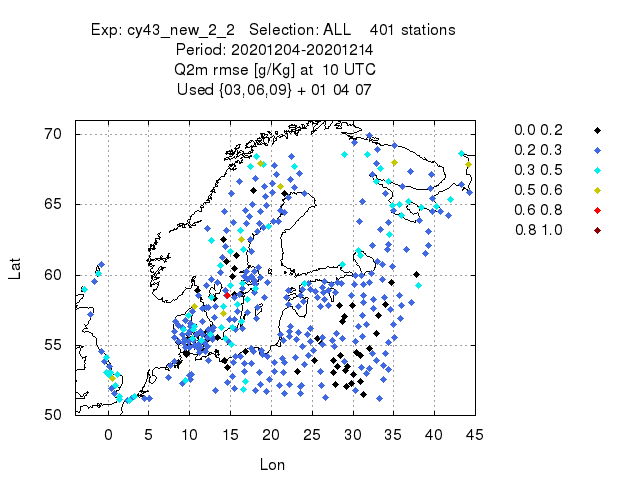 Exp: cy43_new_2_2 Selection: ALL 401 stations
Period: 20201204-20201214
Q2m rmse [g/Kg] at 10 UTC
Used {03,06,09} + 01 04 07
70
65
60
55
50
Lat
0 5 10 15 20 25 30 35 40 45
Lon
0.0 0.2
0.2 0.3
0.3 0.5
0.5 0.6
0.6 0.8
0.8 1.0